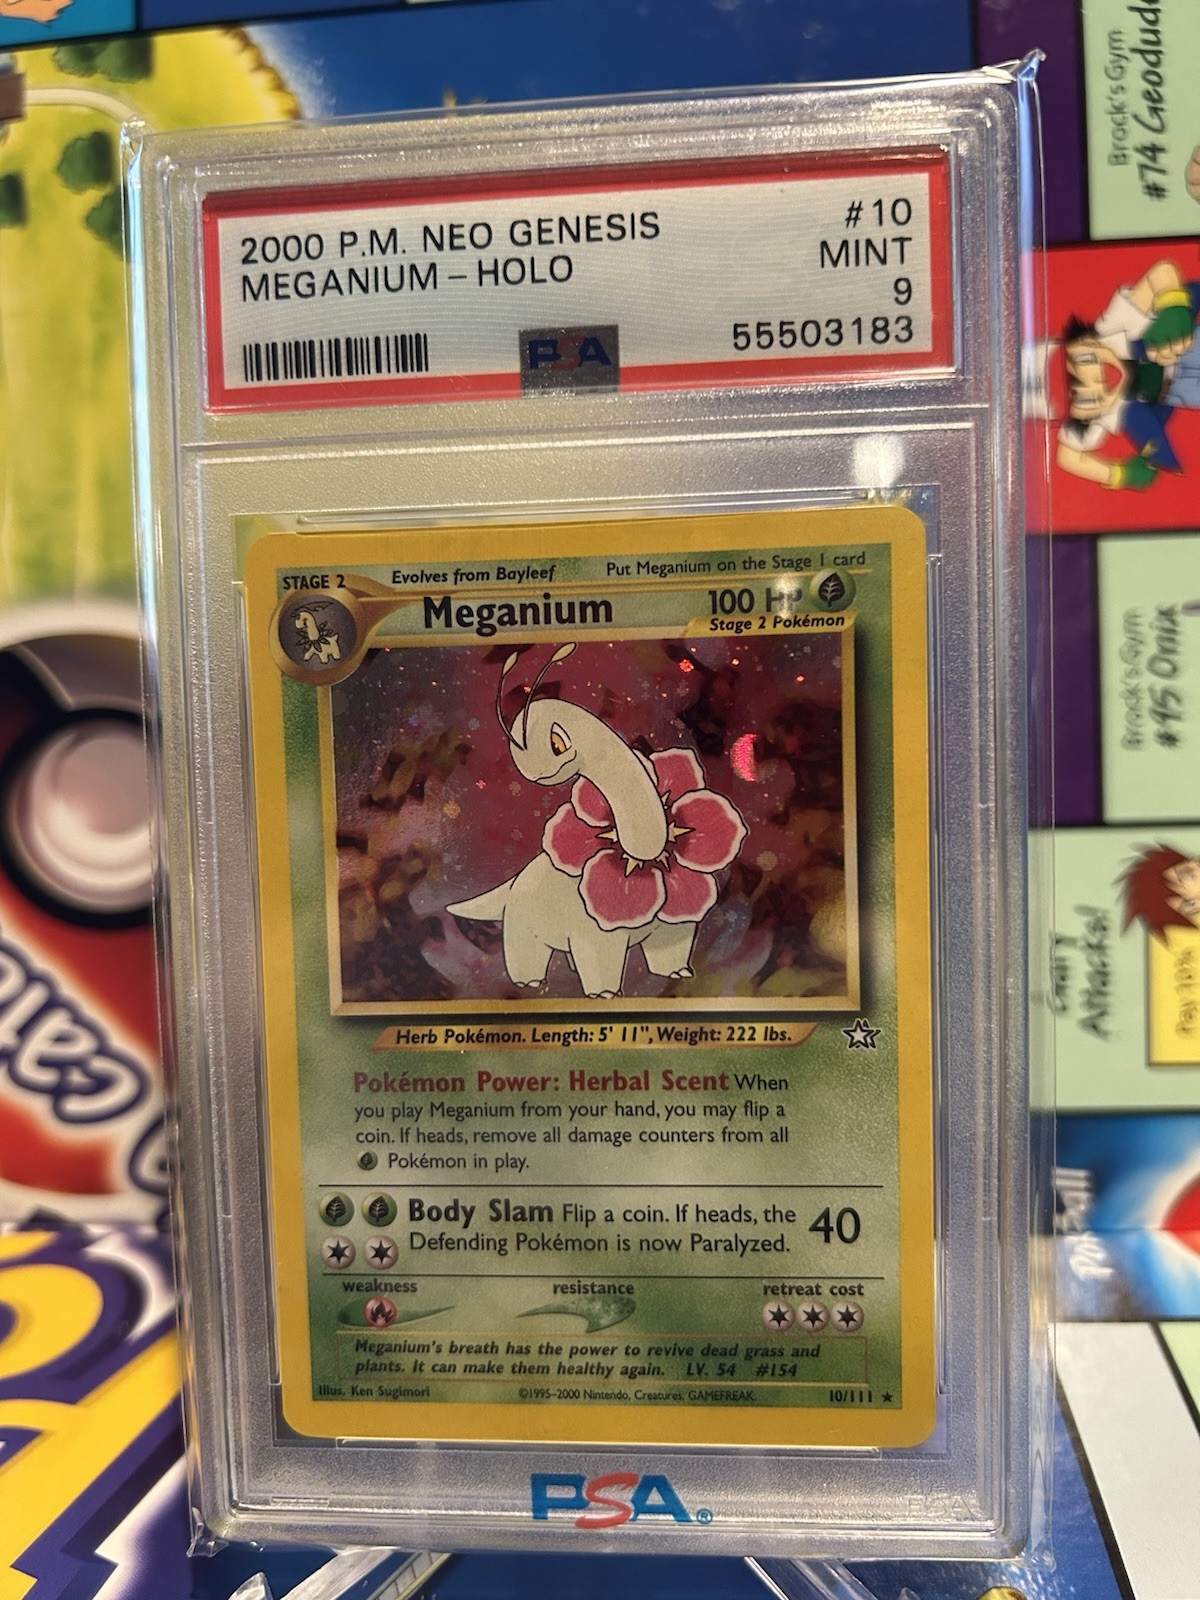 2000 P.M. NEO GENESIS #10
MEGANIUM – HOLO MINT
9
PSA 55503183
STAGE 2 Evolves from Bayleef Put Meganium on the Stage 1 card
Meganium 100 HP
Stage 2 Pokémon
Herb Pokémon. Length: 5' 11", Weight: 222 lbs.
Pokémon Power: Herbal Scent When
you play Meganium from your hand, you may flip a
coin. If heads, remove all damage counters from all
Pokémon in play.
Body Slam Flip a coin. If heads, the 40
Defending Pokémon is now Paralyzed.
weakness resistance retreat cost
Meganium's breath has the power to revive dead grass and
plants. It can make them healthy again. LV. 54 #154
Illus. Ken Sugimori ©1995-2000 Nintendo, Creatures, GAMEFREAK. 10/111 ★
PSA®
PSA
Brock's Gym
#74 Geodude
Brock's Gym
#95 Onix
Gary
Attacks!
Pay 10%